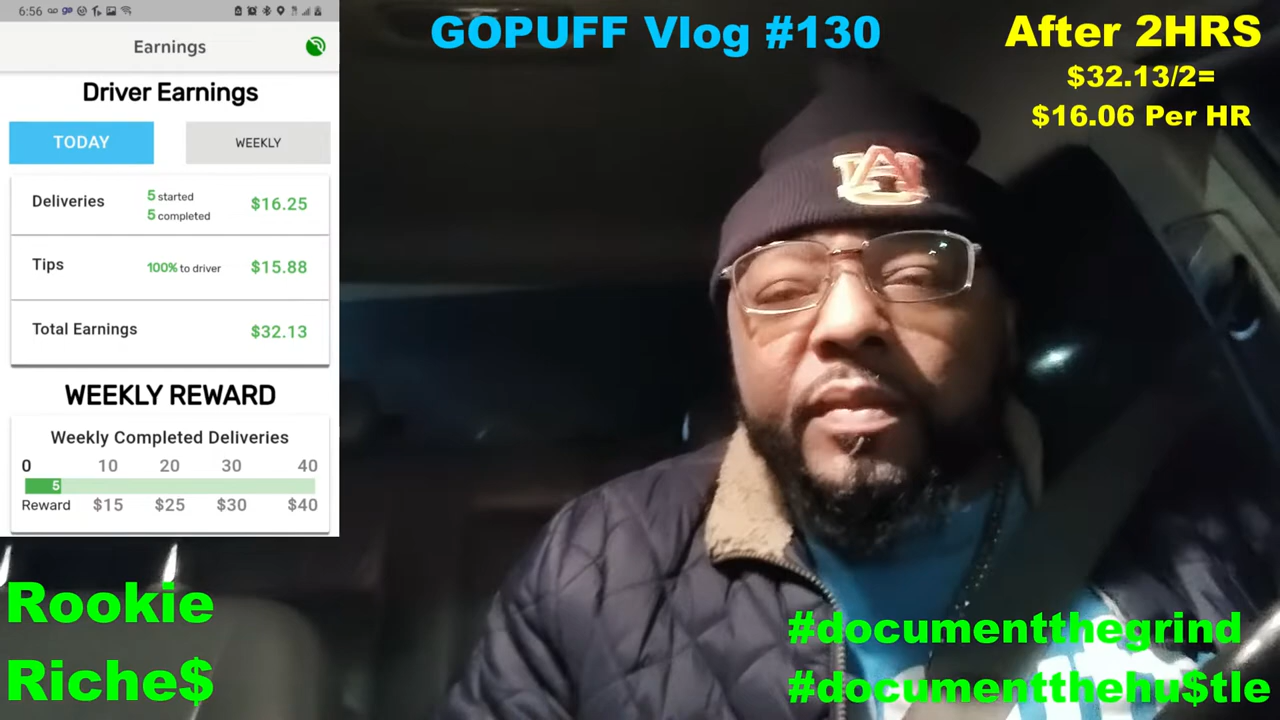 6:56
Earnings
Driver Earnings
TODAY
WEEKLY
Deliveries
5 started
5 completed
$16.25
Tips
100% to driver
$15.88
Total Earnings
$32.13
WEEKLY REWARD
Weekly Completed Deliveries
0 10 20 30 40
5
Reward $15 $25 $30 $40
GOPUFF Vlog #130
After 2HRS
$32.13/2=
$16.06 Per HR
AU
Rookie
Riche$
#documentthegrind
#documentthehu$tle